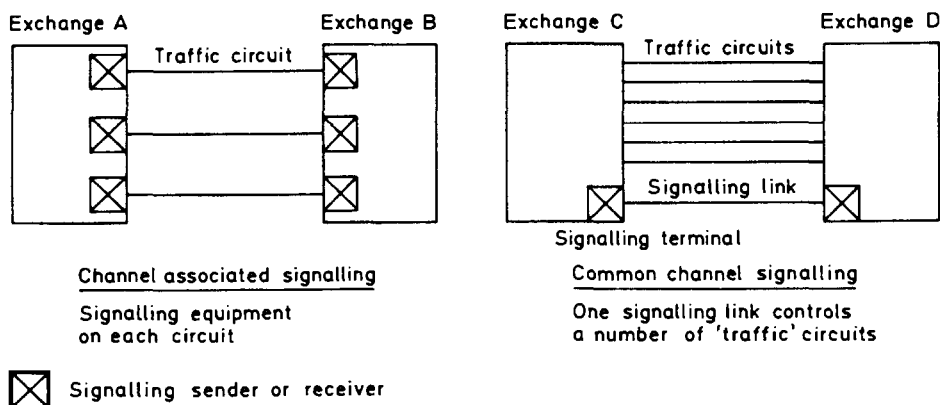 Exchange A
Exchange B
Traffic circuit
Channel associated signalling
Signalling equipment
on each circuit
Exchange C
Exchange D
Traffic circuits
Signalling link
Signalling terminal
Common channel signalling
One signalling link controls
a number of 'traffic' circuits
Signalling sender or receiver